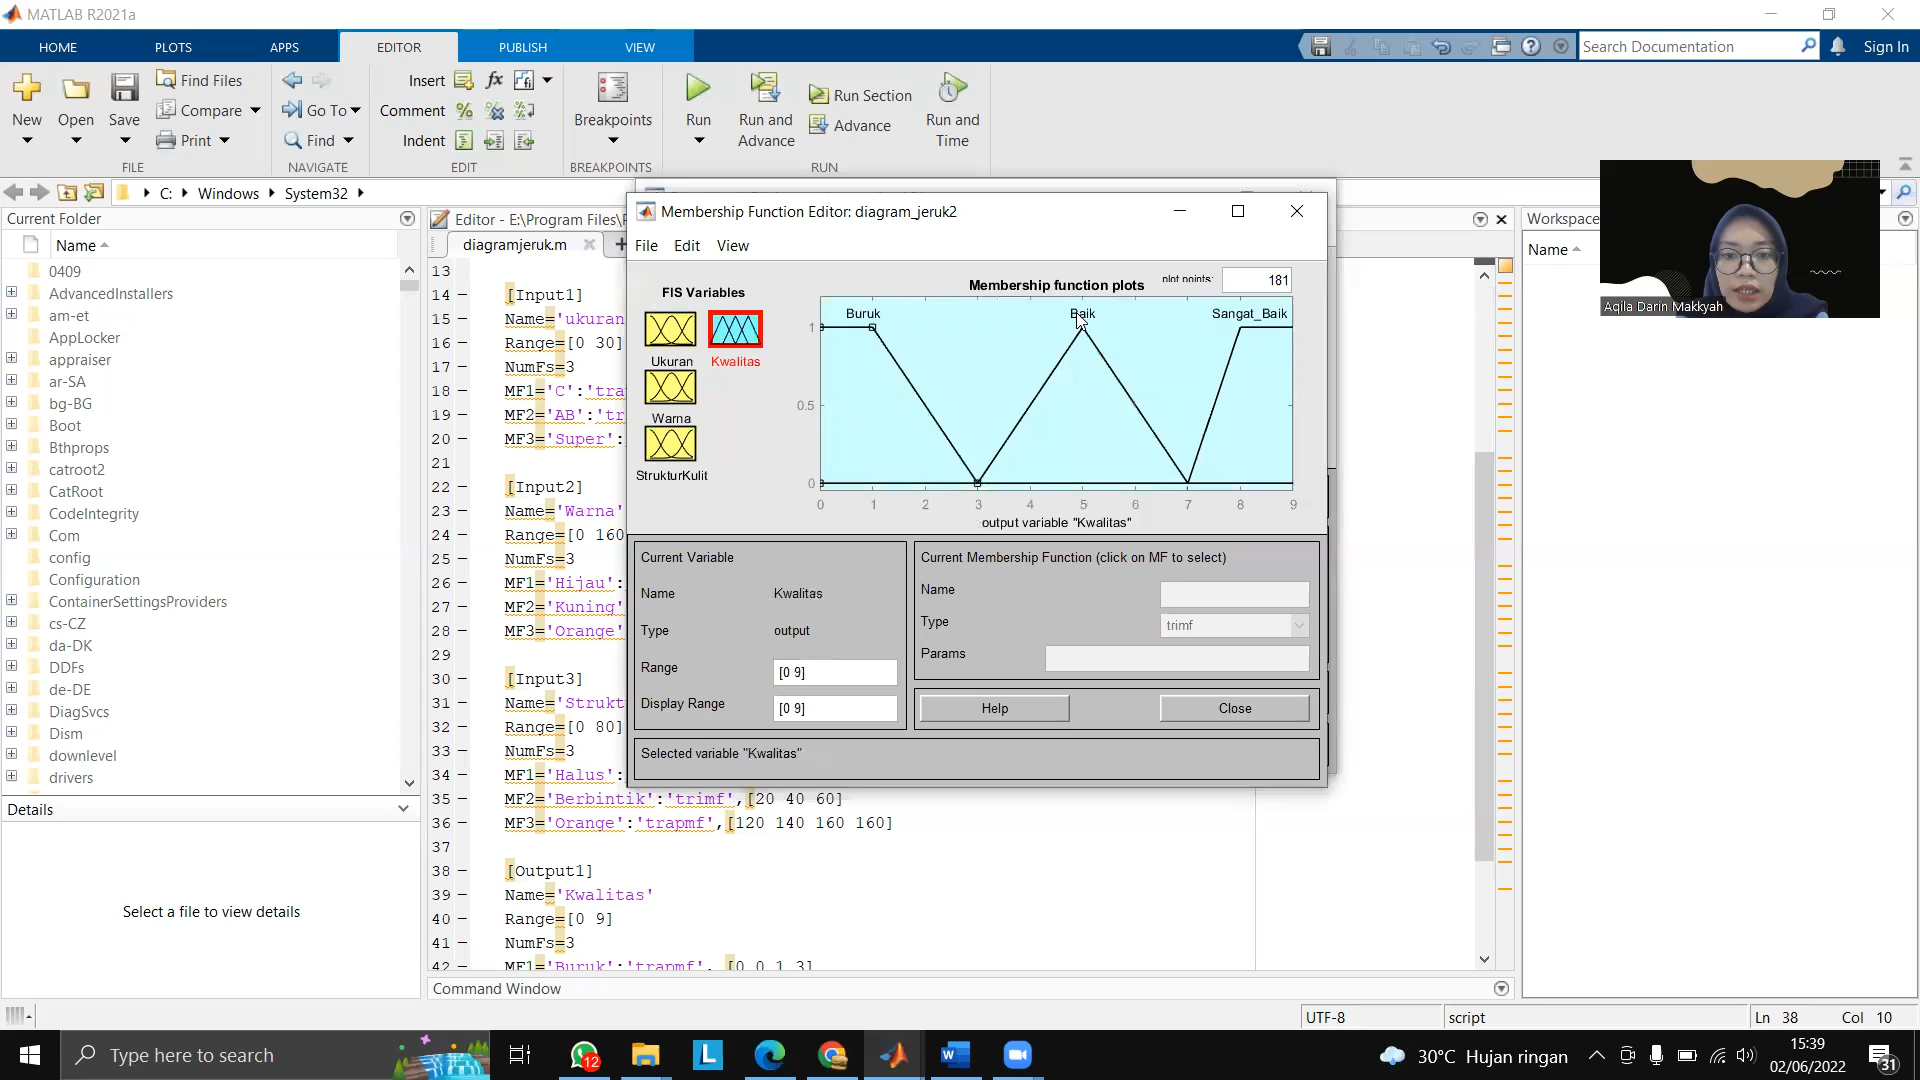 MATLAB R2021a
HOME PLOTS APPS EDITOR PUBLISH VIEW
Search Documentation
Sign In
New Open Save
Find Files
Compare
Print
FILE
Go To
Find
NAVIGATE
Insert
Comment
Indent
EDIT
Breakpoints
BREAKPOINTS
Run
Run and Advance
Run Section
Advance
Run and Time
RUN
C: Windows System32
Current Folder
Name
0409
AdvancedInstallers
am-et
AppLocker
appraiser
ar-SA
bg-BG
Boot
Bthprops
catroot2
CatRoot
CodeIntegrity
Com
config
Configuration
ContainerSettingsProviders
cs-CZ
da-DK
DDFs
de-DE
DiagSvcs
Dism
downlevel
drivers
Details
Select a file to view details
Editor - E:\Program Files\
diagramjeruk.m
13
14 [Input1]
15 Name='ukuran
16 Range=[0 30]
17 NumFs=3
18 MF1='C':'tra
19 MF2='AB':'tr
20 MF3='Super':
21
22 [Input2]
23 Name='Warna'
24 Range=[0 160
25 NumFs=3
26 MF1='Hijau':
27 MF2='Kuning'
28 MF3='Orange'
29
30 [Input3]
31 Name='Strukt
32 Range=[0 80]
33 NumFs=3
34 MF1='Halus':
35 MF2='Berbintik':'trimf',[20 40 60]
36 MF3='Orange':'trapmf',[120 140 160 160]
37
38 [Output1]
39 Name='Kwalitas'
40 Range=[0 9]
41 NumFs=3
42 MF1='Buruk':'trapmf', [0 0 1 3]
Command Window
Membership Function Editor: diagram_jeruk2
File Edit View
FIS Variables
Ukuran
Kwalitas
Warna
StrukturKulit
Membership function plots
plot points:
181
Buruk Baik Sangat_Baik
1
0.5
0
0 1 2 3 4 5 6 7 8 9
output variable "Kwalitas"
Current Variable
Name Kwalitas
Type output
Range [0 9]
Display Range [0 9]
Current Membership Function (click on MF to select)
Name
Type trimf
Params
Help Close
Selected variable "Kwalitas"
Workspace
Name
Aqila Darin Makkyah
UTF-8 script Ln 38 Col 10
Type here to search
12
L
30°C Hujan ringan
15:39
02/06/2022
31